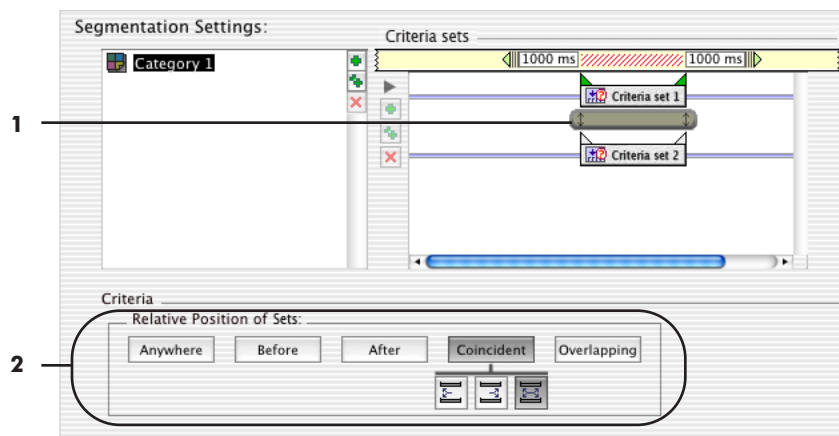 Segmentation Settings:
Criteria sets
Category 1
1000 ms
1000 ms
Criteria set 1
1
Criteria set 2
Criteria
Relative Position of Sets:
Anywhere
Before
After
Coincident
Overlapping
2